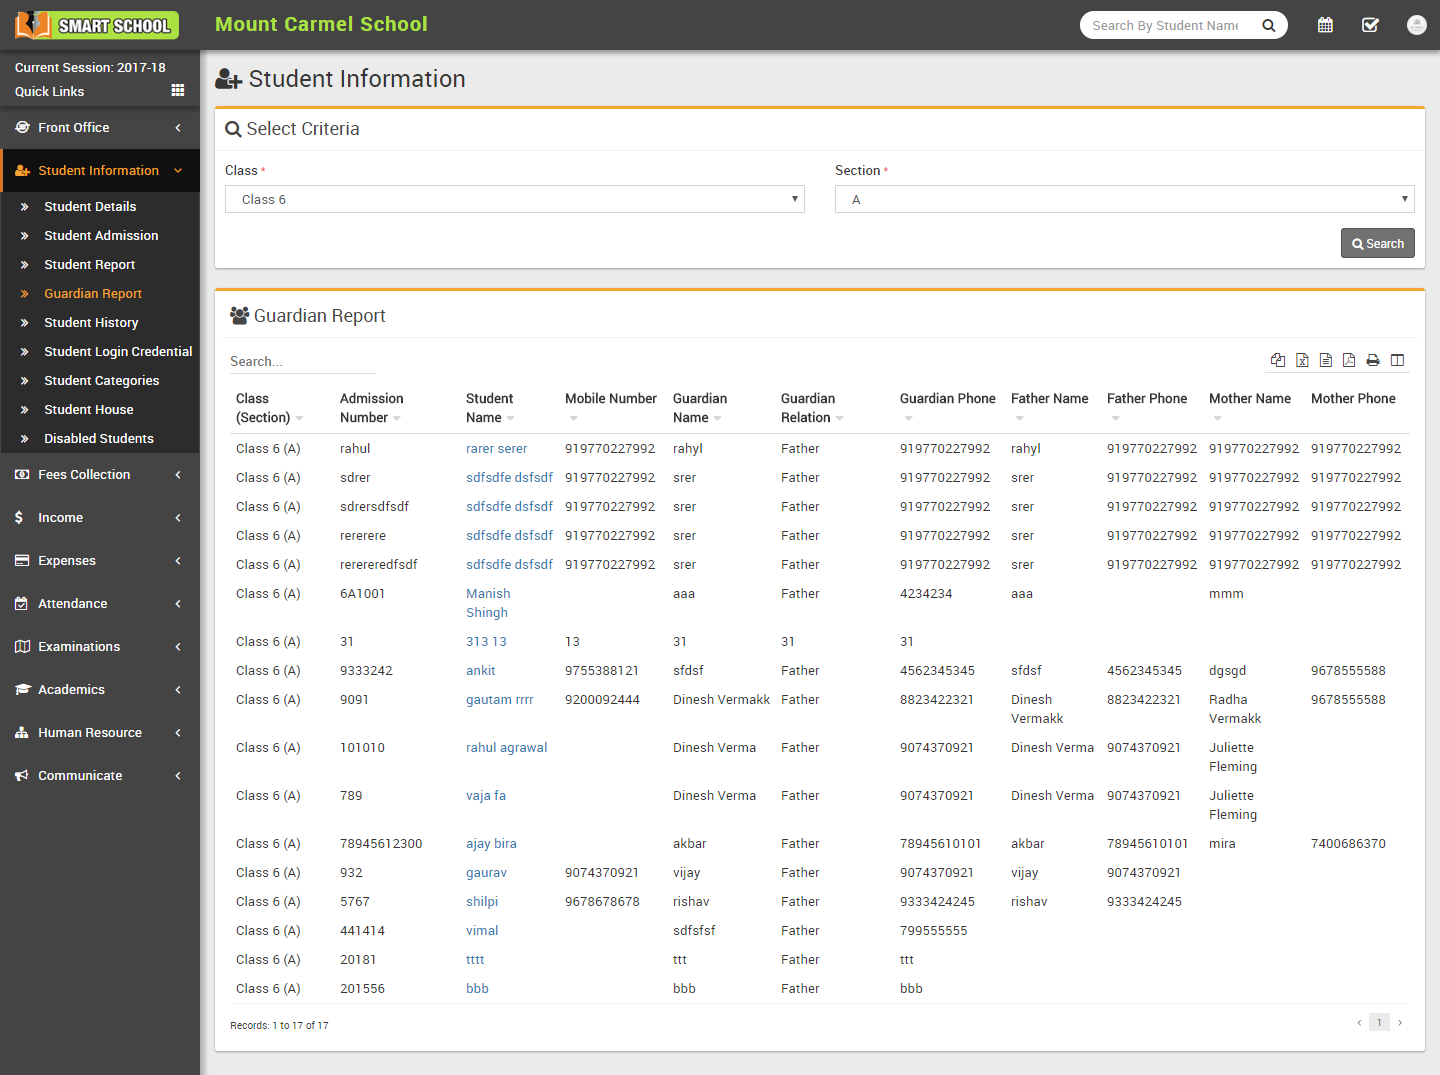 SMART SCHOOL
Mount Carmel School
Search By Student Name
Current Session: 2017-18
Quick Links
Front Office
Student Information
Student Details
Student Admission
Student Report
Guardian Report
Student History
Student Login Credential
Student Categories
Student House
Disabled Students
Fees Collection
Income
Expenses
Attendance
Examinations
Academics
Human Resource
Communicate
Student Information
Select Criteria
Class *
Section *
Class 6
A
Search
Guardian Report
Search...
Class (Section) Admission Number Student Name Mobile Number Guardian Name Guardian Relation Guardian Phone Father Name Father Phone Mother Name Mother Phone
Class 6 (A) rahul rarer serer 919770227992 rahyl Father 919770227992 rahyl 919770227992 919770227992 919770227992
Class 6 (A) sdrer sdfsdfe dsfsdf 919770227992 srer Father 919770227992 srer 919770227992 919770227992 919770227992
Class 6 (A) sdrersdfsdf sdfsdfe dsfsdf 919770227992 srer Father 919770227992 srer 919770227992 919770227992 919770227992
Class 6 (A) rererere sdfsdfe dsfsdf 919770227992 srer Father 919770227992 srer 919770227992 919770227992 919770227992
Class 6 (A) rerereredfsdf sdfsdfe dsfsdf 919770227992 srer Father 919770227992 srer 919770227992 919770227992 919770227992
Class 6 (A) 6A1001 Manish Shingh aaa Father 4234234 aaa mmm
Class 6 (A) 31 313 13 13 31 31 31
Class 6 (A) 9333242 ankit 9755388121 sfdsf Father 4562345345 sfdsf 4562345345 dgsgd 9678555588
Class 6 (A) 9091 gautam rrrr 9200092444 Dinesh Vermakk Father 8823422321 Dinesh Vermakk 8823422321 Radha Vermakk 9678555588
Class 6 (A) 101010 rahul agrawal Dinesh Verma Father 9074370921 Dinesh Verma 9074370921 Juliette Fleming
Class 6 (A) 789 vaja fa Dinesh Verma Father 9074370921 Dinesh Verma 9074370921 Juliette Fleming
Class 6 (A) 78945612300 ajay bira akbar Father 78945610101 akbar 78945610101 mira 7400686370
Class 6 (A) 932 gaurav 9074370921 vijay Father 9074370921 vijay 9074370921
Class 6 (A) 5767 shilpi 9678678678 rishav Father 9333424245 rishav 9333424245
Class 6 (A) 441414 vimal sdfsfsf Father 799555555
Class 6 (A) 20181 tttt ttt Father ttt
Class 6 (A) 201556 bbb bbb Father bbb
Records: 1 to 17 of 17
1